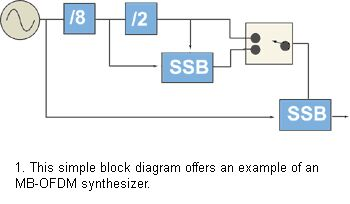 /8
/2
SSB
SSB
1. This simple block diagram offers an example of an
MB-OFDM synthesizer.